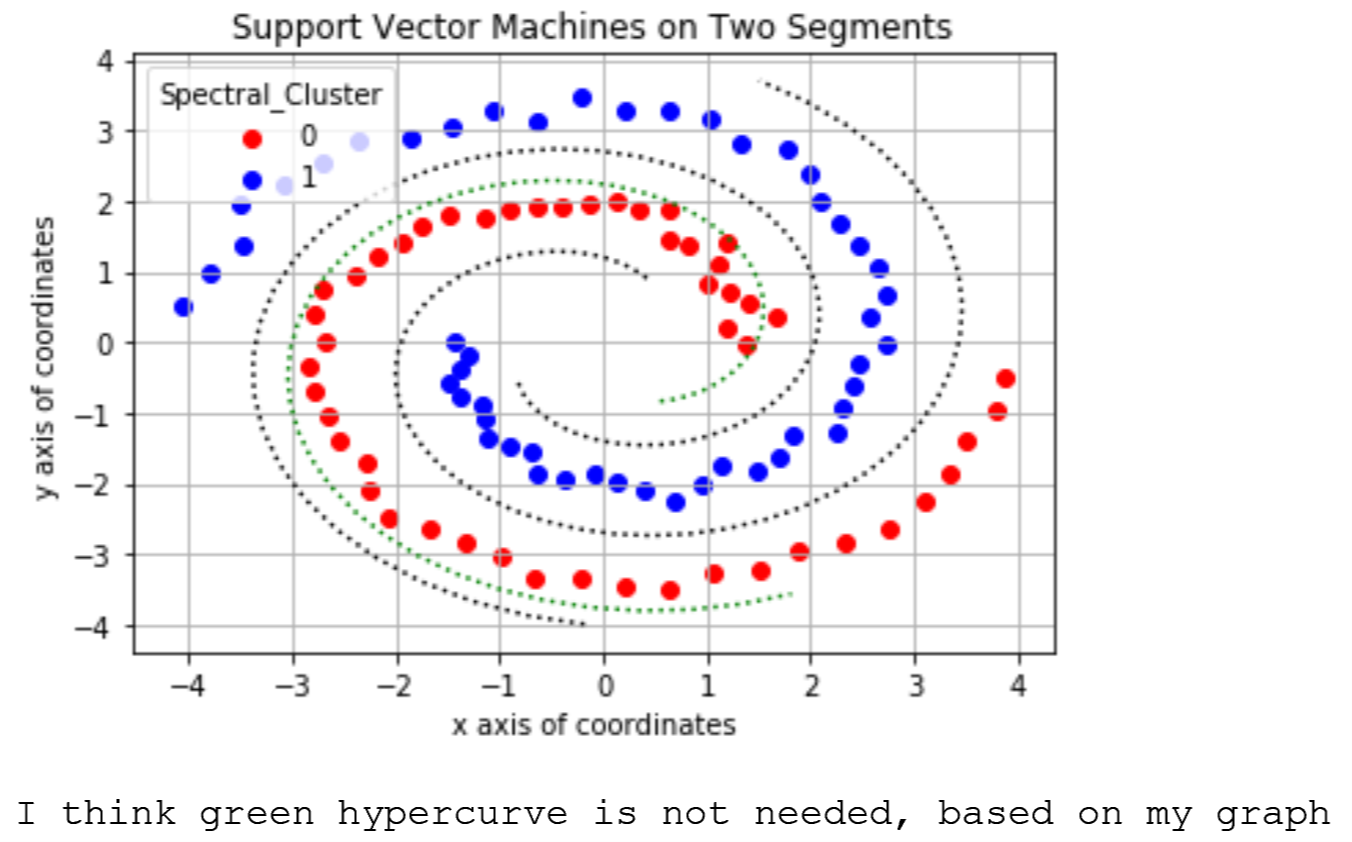 Support Vector Machines on Two Segments
4
3
2
1
0
−1
−2
−3
−4
y axis of coordinates
Spectral_Cluster
0
1
−4 −3 −2 −1 0 1 2 3 4
x axis of coordinates
I think green hypercurve is not needed, based on my graph